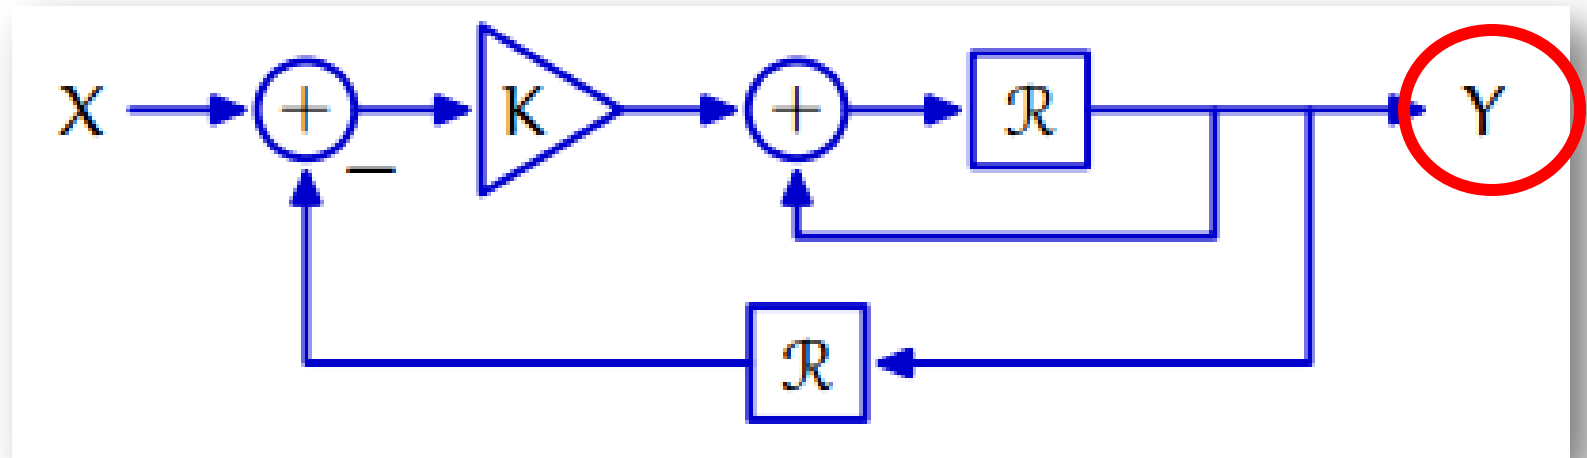 X + K + ℛ Y
−
ℛ